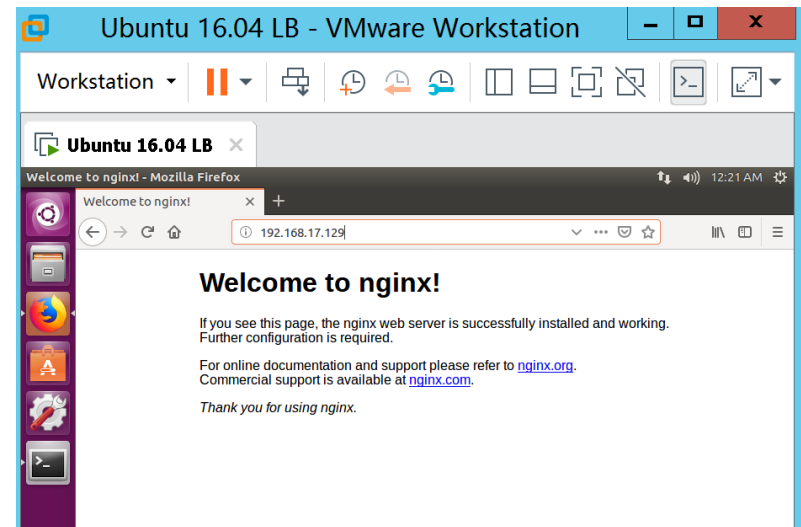 Ubuntu 16.04 LB - VMware Workstation
Workstation
Ubuntu 16.04 LB
Welcome to nginx! - Mozilla Firefox
12:21 AM
Welcome to nginx!
192.168.17.129
Welcome to nginx!
If you see this page, the nginx web server is successfully installed and working.
Further configuration is required.
For online documentation and support please refer to nginx.org.
Commercial support is available at nginx.com.
Thank you for using nginx.